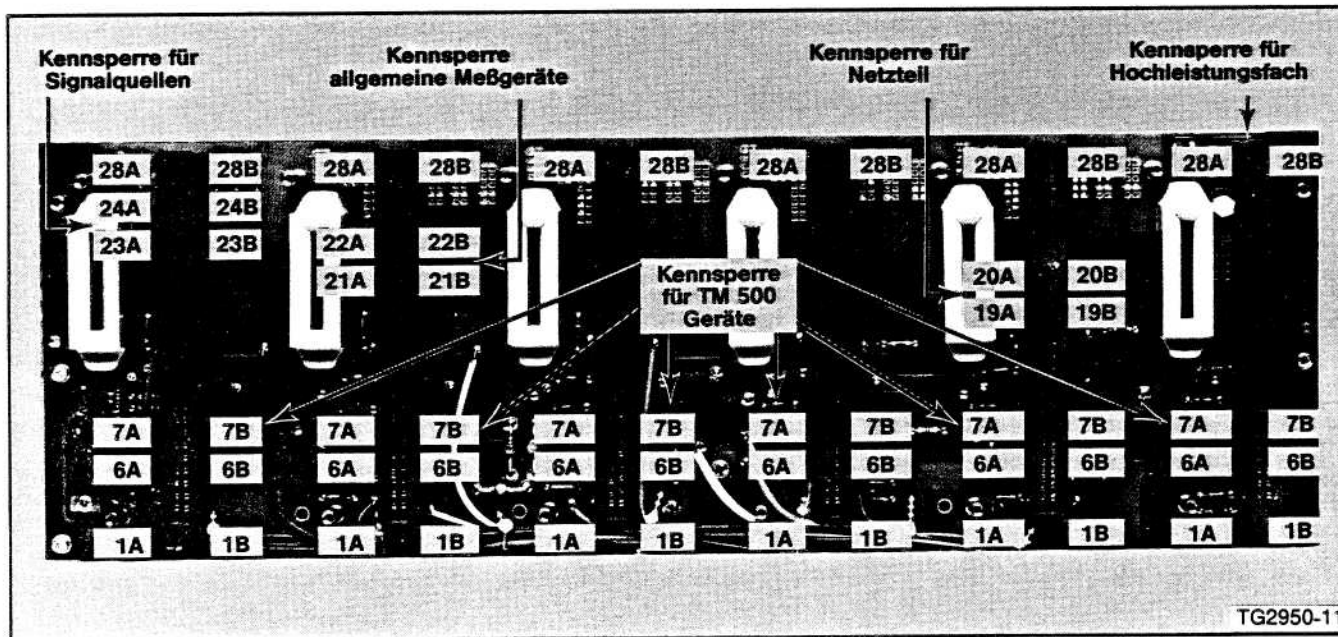 Kennsperre für
Signalquellen
Kennsperre
allgemeine Meßgeräte
Kennsperre für
Netzteil
Kennsperre für
Hochleistungsfach
28A 28B 28A 28B 28A 28B 28A 28B 28A 28B 28A 28B
24A 24B
23A 23B 22A 22B
21A 21B 20A 20B
19A 19B
Kennsperre
für TM 500
Geräte
7A 7B 7A 7B 7A 7B 7A 7B 7A 7B 7A 7B
6A 6B 6A 6B 6A 6B 6A 6B 6A 6B 6A 6B
1A 1B 1A 1B 1A 1B 1A 1B 1A 1B 1A 1B
TG2950-11